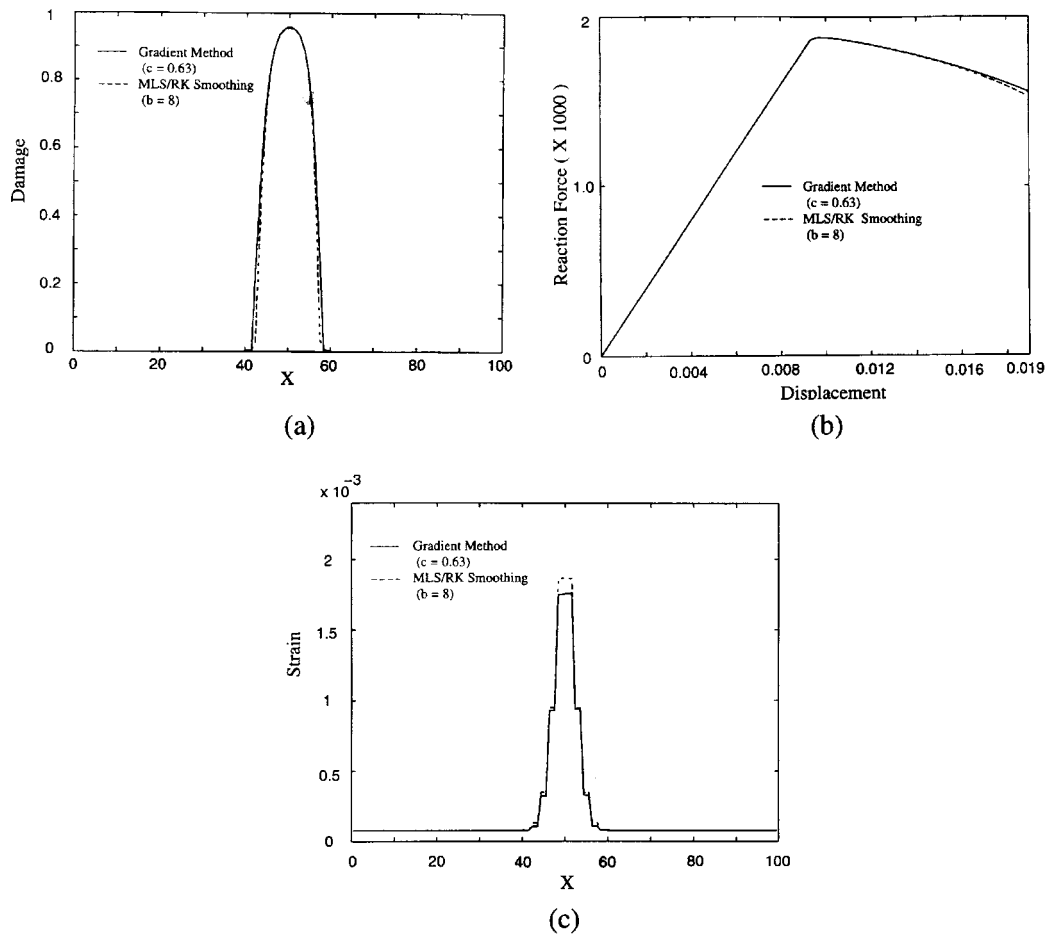 1
0.8
0.6
0.4
0.2
0
Damage
Gradient Method
(c = 0.63)
MLS/RK Smoothing
(b = 8)
0 20 40 60 80 100
X
(a)
2
1.0
0
Reaction Force ( X 1000 )
Gradient Method
(c = 0.63)
MLS/RK Smoothing
(b = 8)
0 0.004 0.008 0.012 0.016 0.019
Displacement
(b)
x 10^-3
2
1.5
1
0.5
0
Strain
Gradient Method
(c = 0.63)
MLS/RK Smoothing
(b = 8)
0 20 40 60 80 100
X
(c)